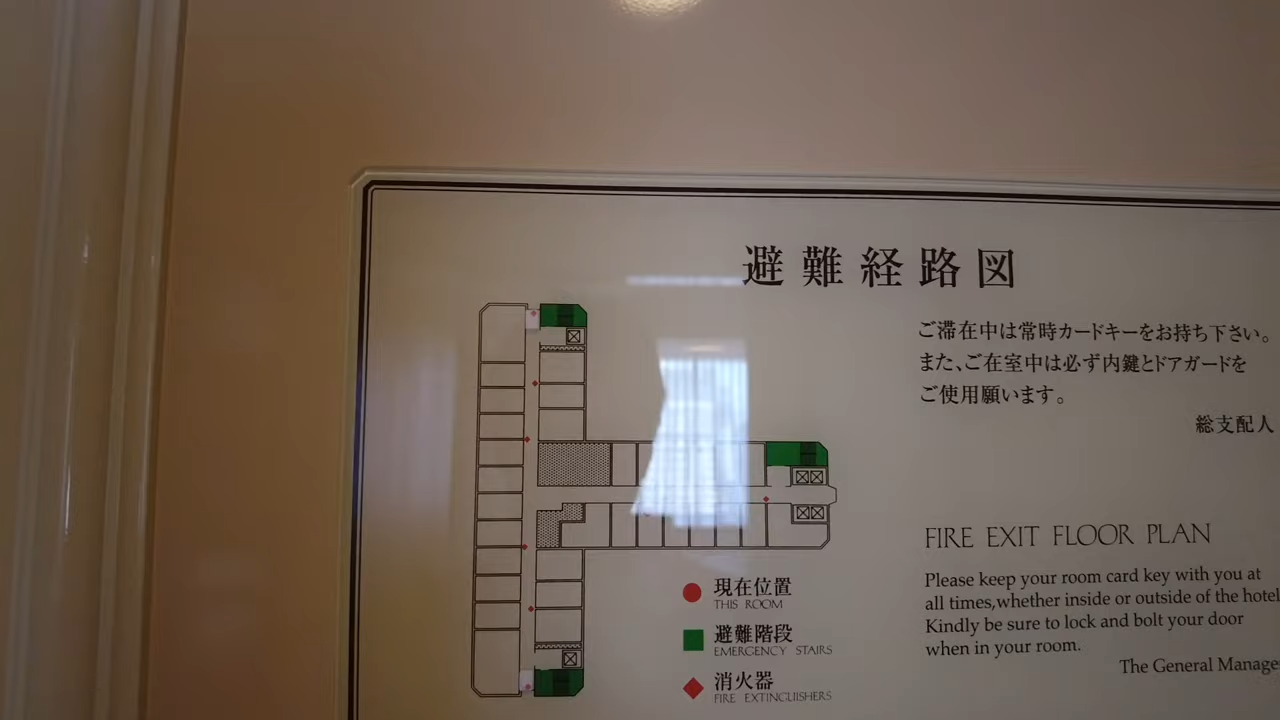 避難経路図
ご滞在中は常時カードキーをお持ち下さい。
また、ご在室中は必ず内鍵とドアガードを
ご使用願います。
総支配人
FIRE EXIT FLOOR PLAN
Please keep your room card key with you at
all times,whether inside or outside of the hotel
Kindly be sure to lock and bolt your door
when in your room.
The General Manage
現在位置
THIS ROOM
避難階段
EMERGENCY STAIRS
消火器
FIRE EXTINGUISHERS